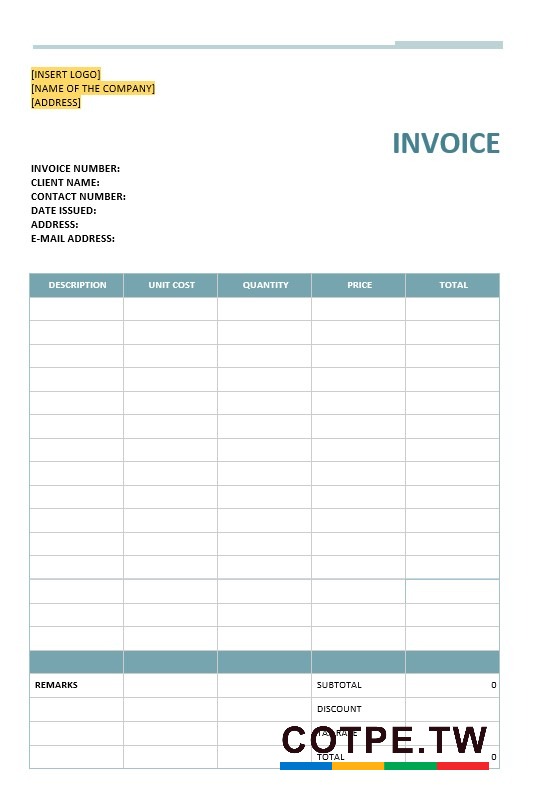 [INSERT LOGO]
[NAME OF THE COMPANY]
[ADDRESS]
INVOICE
INVOICE NUMBER:
CLIENT NAME:
CONTACT NUMBER:
DATE ISSUED:
ADDRESS:
E-MAIL ADDRESS:
DESCRIPTION UNIT COST QUANTITY PRICE TOTAL
REMARKS SUBTOTAL 0
DISCOUNT
TAX RATE
COTPE.TW
TOTAL 0